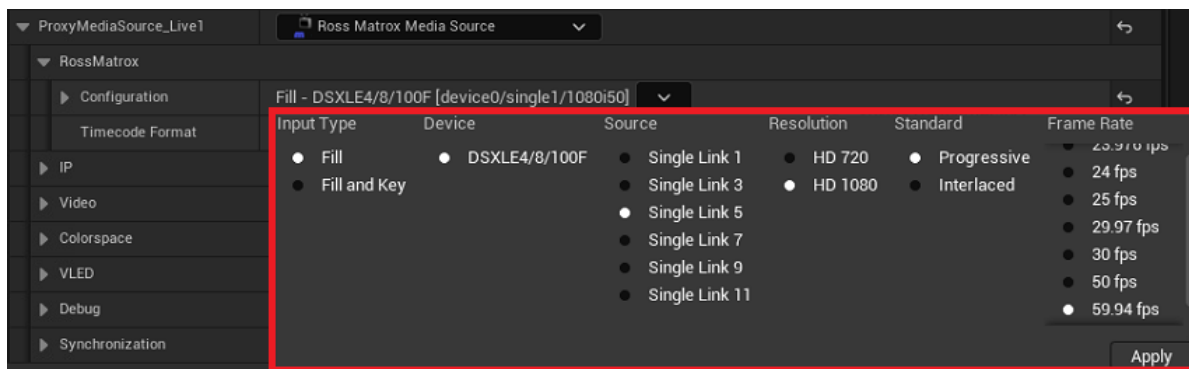 ProxyMediaSource_Live1
Ross Matrox Media Source
RossMatrox
Configuration
Fill - DSXLE4/8/100F [device0/single1/1080i50]
Timecode Format
IP
Video
Colorspace
VLED
Debug
Synchronization
Input Type
Fill
Fill and Key
Device
DSXLE4/8/100F
Source
Single Link 1
Single Link 3
Single Link 5
Single Link 7
Single Link 9
Single Link 11
Resolution
HD 720
HD 1080
Standard
Progressive
Interlaced
Frame Rate
23.976 fps
24 fps
25 fps
29.97 fps
30 fps
50 fps
59.94 fps
Apply